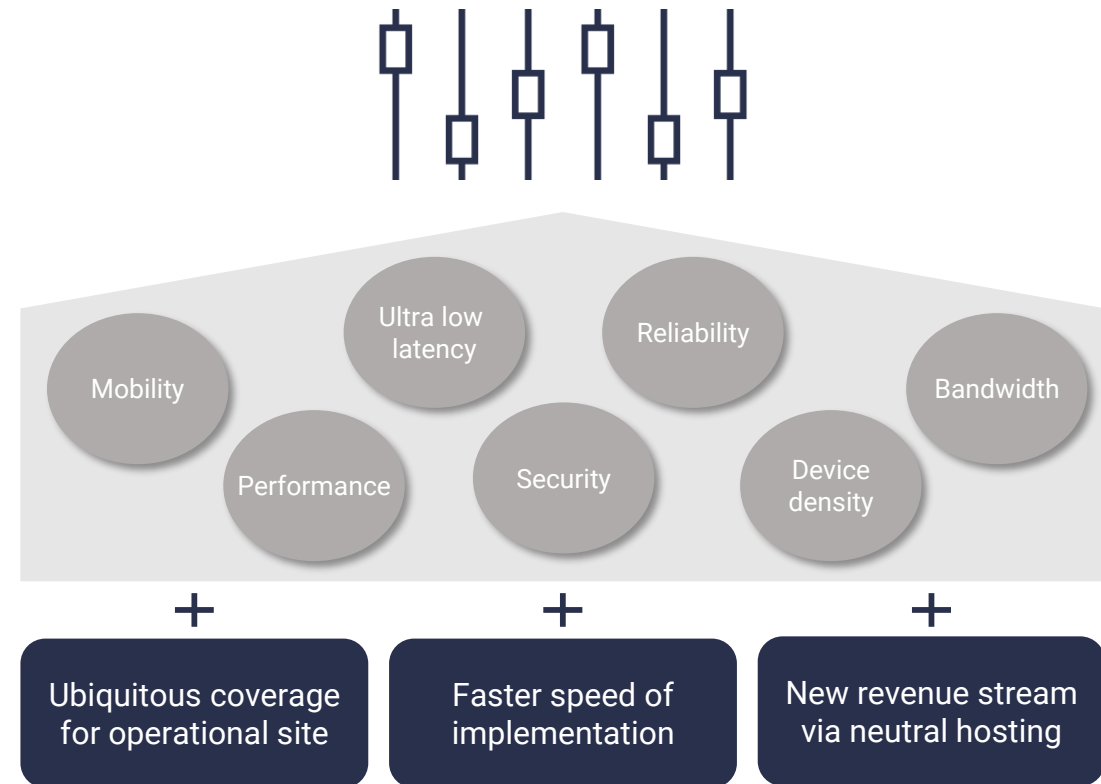 Ultra low
latency
Reliability
Mobility
Bandwidth
Performance
Security
Device
density
+
+
+
Ubiquitous coverage
for operational site
Faster speed of
implementation
New revenue stream
via neutral hosting